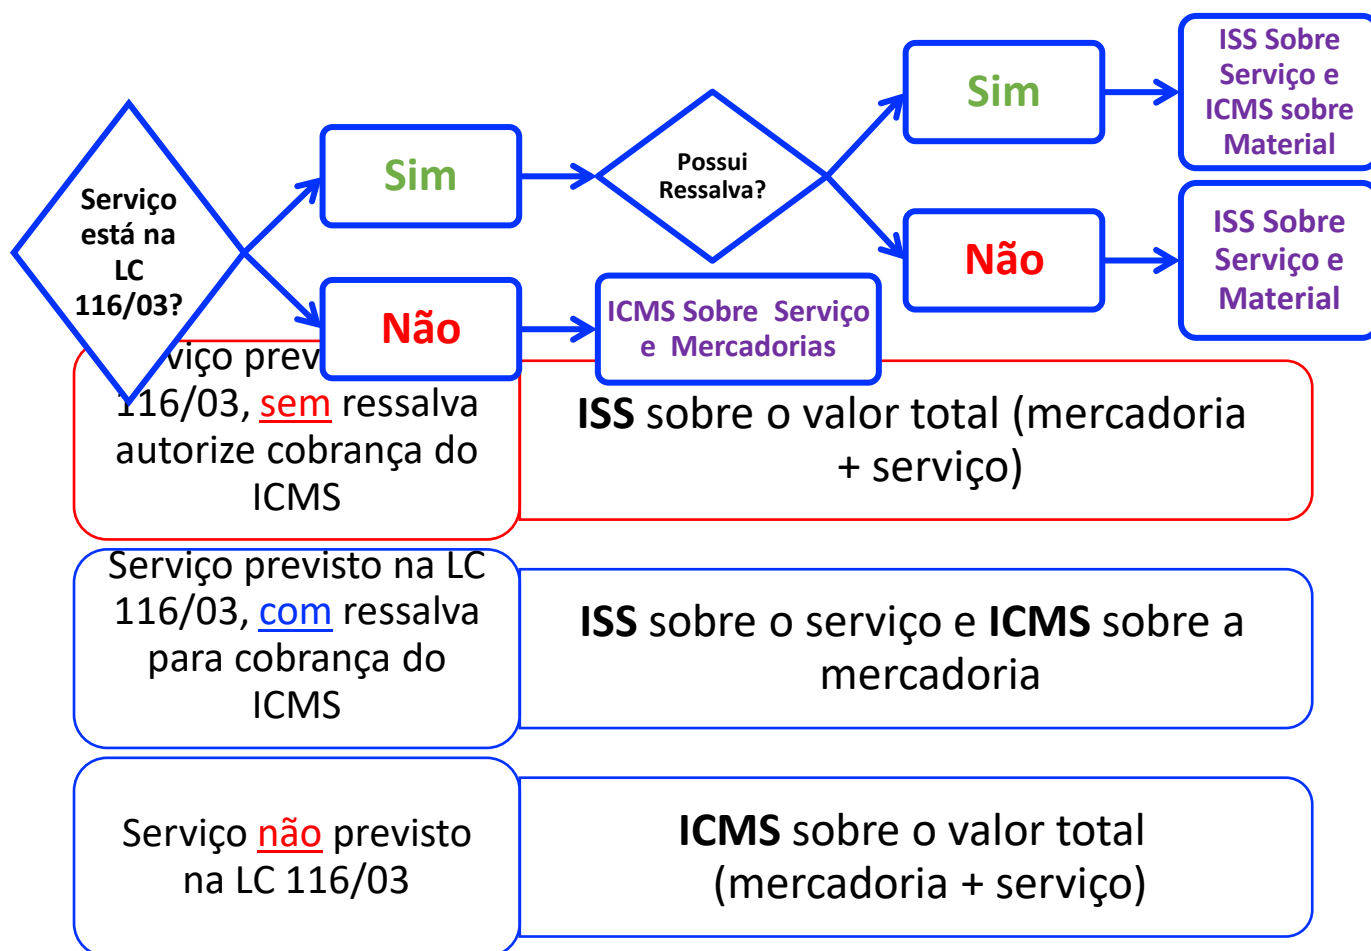 Serviço
está na
LC
116/03?
Sim
Não
Possui
Ressalva?
ICMS Sobre Serviço
e Mercadorias
Sim
Não
ISS Sobre
Serviço e
ICMS sobre
Material
ISS Sobre
Serviço e
Material
116/03, sem ressalva
autorize cobrança do
ICMS
ISS sobre o valor total (mercadoria
+ serviço)
Serviço previsto na LC
116/03, com ressalva
para cobrança do
ICMS
ISS sobre o serviço e ICMS sobre a
mercadoria
Serviço não previsto
na LC 116/03
ICMS sobre o valor total
(mercadoria + serviço)